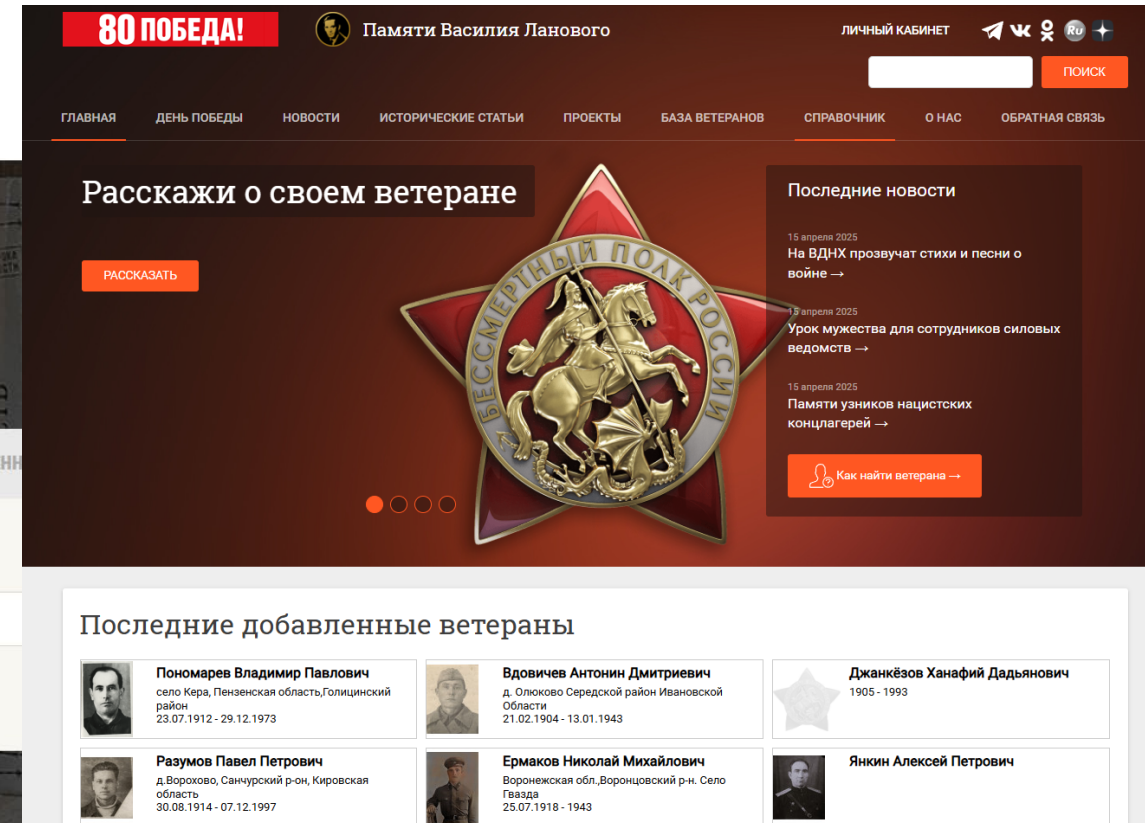 80 ПОБЕДА!
Памяти Василия Ланового
ЛИЧНЫЙ КАБИНЕТ
Ru
ПОИСК
ГЛАВНАЯ ДЕНЬ ПОБЕДЫ НОВОСТИ ИСТОРИЧЕСКИЕ СТАТЬИ ПРОЕКТЫ БАЗА ВЕТЕРАНОВ СПРАВОЧНИК О НАС ОБРАТНАЯ СВЯЗЬ
Расскажи о своем ветеране
РАССКАЗАТЬ
БЕССМЕРТНЫЙ ПОЛК РОССИИ
Последние новости
15 апреля 2025
На ВДНХ прозвучат стихи и песни о
войне →
15 апреля 2025
Урок мужества для сотрудников силовых
ведомств →
15 апреля 2025
Памяти узников нацистских
концлагерей →
Как найти ветерана →
Последние добавленные ветераны
Пономарев Владимир Павлович
село Кера, Пензенская область,Голицинский
район
23.07.1912 - 29.12.1973
Вдовичев Антонин Дмитриевич
д. Олюково Середской район Ивановской
Области
21.02.1904 - 13.01.1943
Джанкёзов Ханафий Дадьянович
1905 - 1993
Разумов Павел Петрович
д.Ворохово, Санчурский р-он, Кировская
область
30.08.1914 - 07.12.1997
Ермаков Николай Михайлович
Воронежская обл.,Воронцовский р-н. Село
Гвазда
25.07.1918 - 1943
Янкин Алексей Петрович